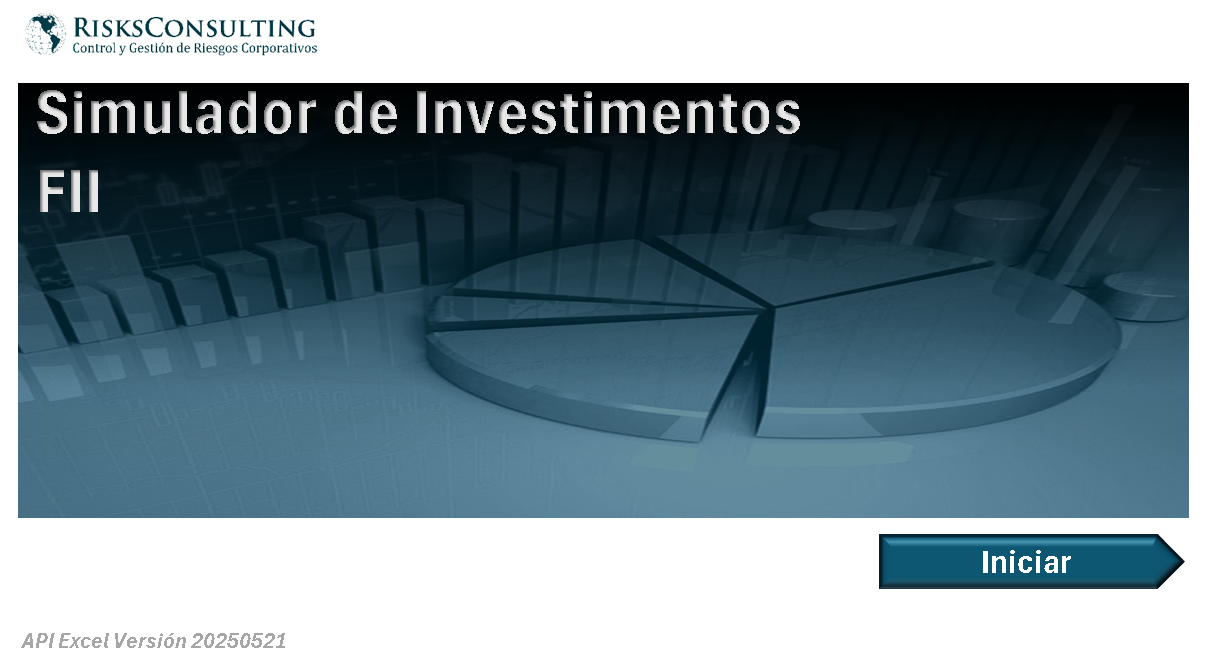 RISKSCONSULTING
Control y Gestión de Riesgos Corporativos
Simulador de Investimentos
FII
Iniciar
API Excel Versión 20250521